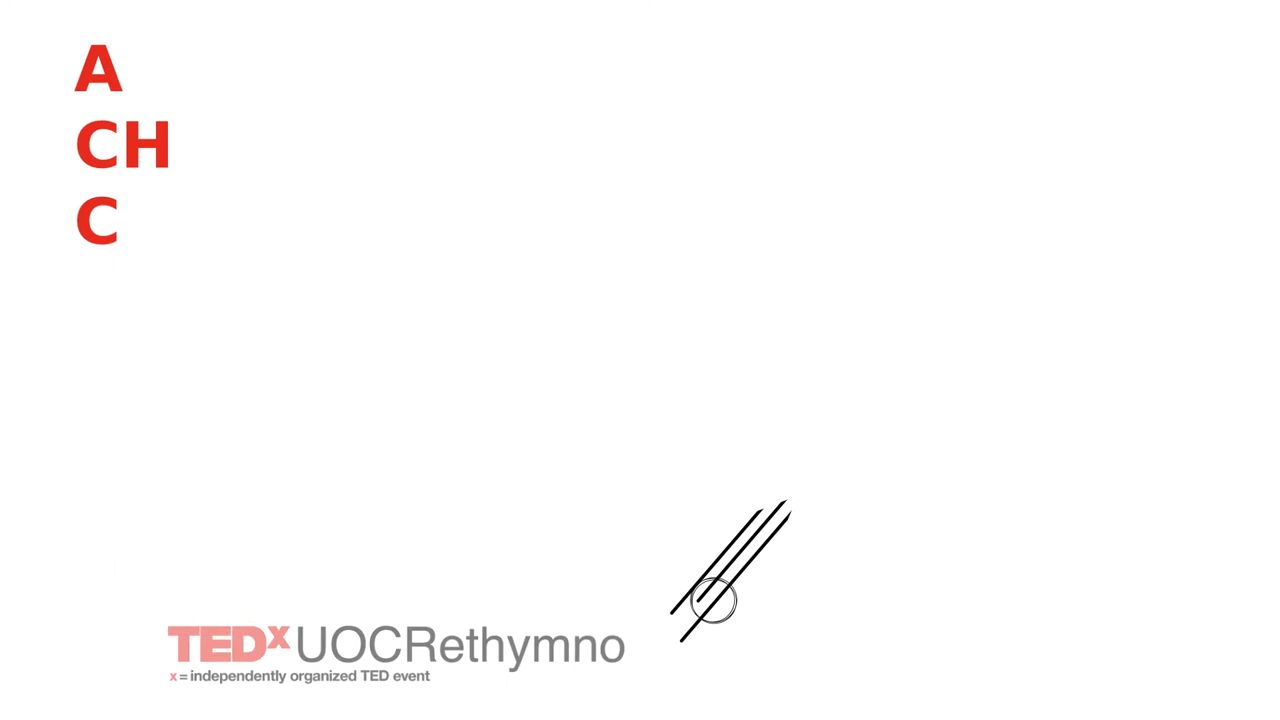 A
CH
C
TEDxUOCRethymno
x = independently organized TED event